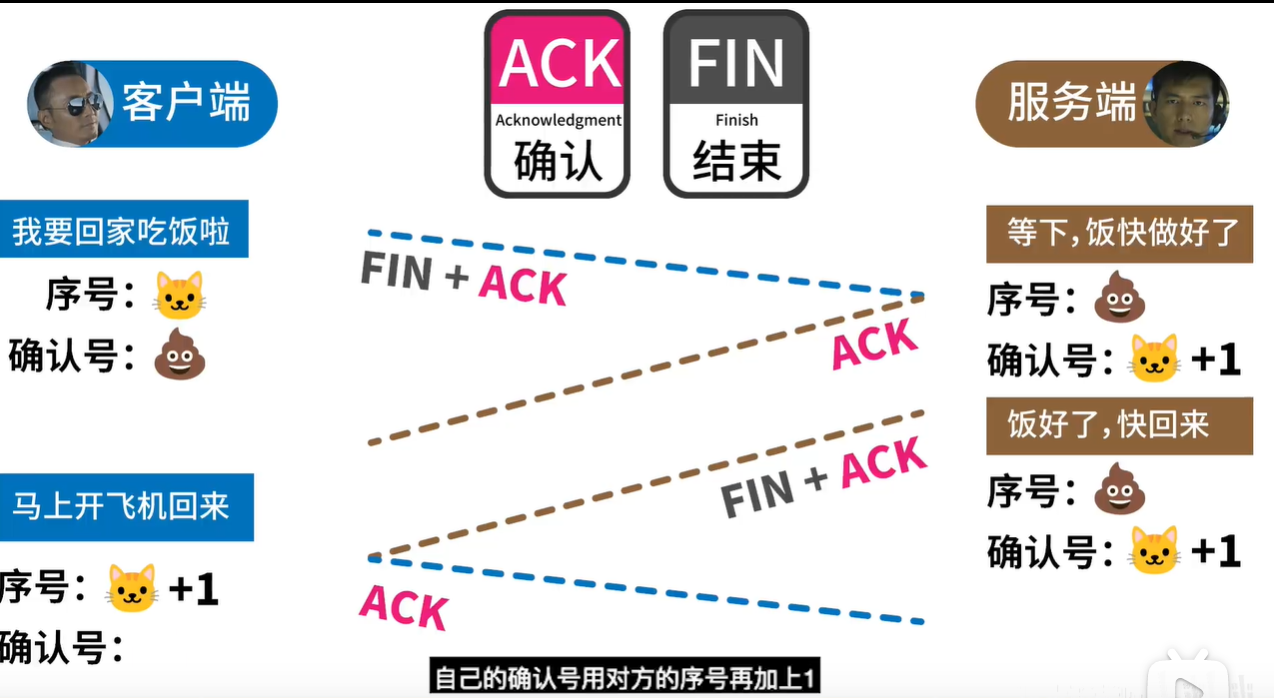 ACK
Acknowledgment
确认
FIN
Finish
结束
客户端
服务端
我要回家吃饭啦
序号：
确认号：
FIN + ACK
等下，饭快做好了
序号：
确认号： +1
ACK
饭好了，快回来
序号：
确认号： +1
FIN + ACK
马上开飞机回来
序号： +1
确认号：
ACK
自己的确认号用对方的序号再加上1